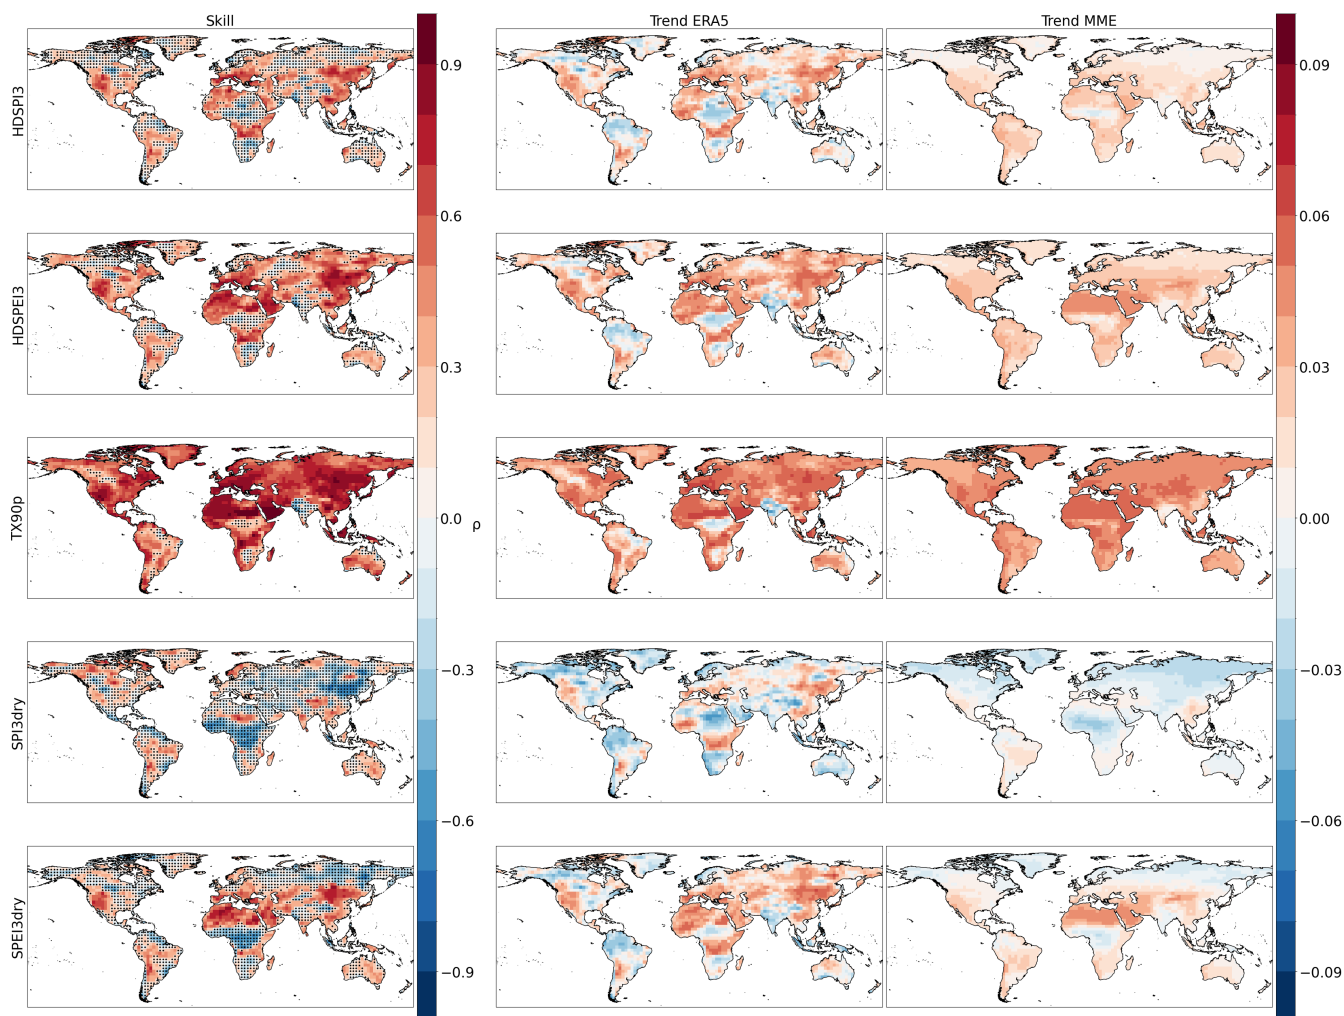 Skill
Trend ERA5
Trend MME
HDSPI3
HDSPEI3
TX90p
SPI3dry
SPEI3dry
0.9
0.6
0.3
0.0
−0.3
−0.6
−0.9
ρ
0.09
0.06
0.03
0.00
−0.03
−0.06
−0.09